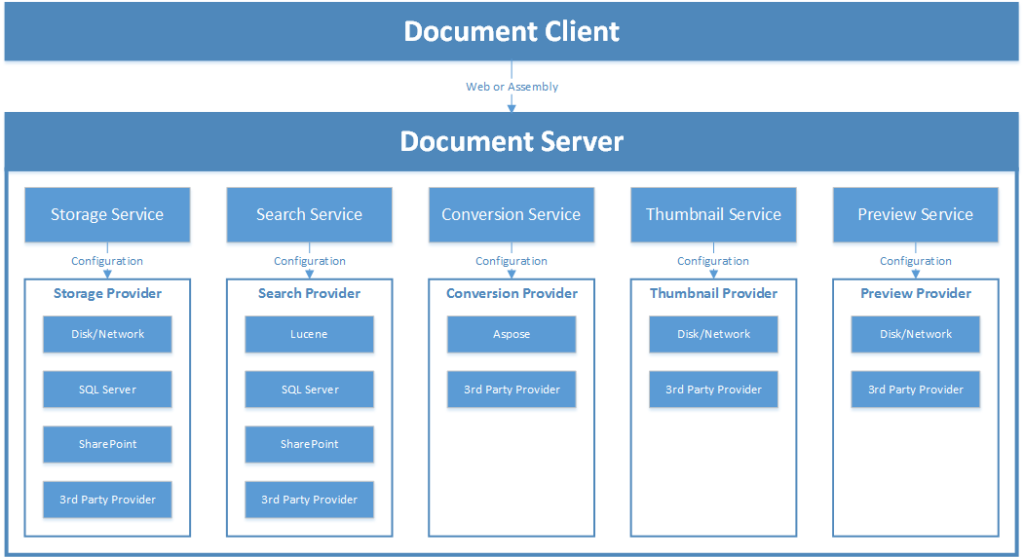 Document Client
Web or Assembly
Document Server
Storage Service
Search Service
Conversion Service
Thumbnail Service
Preview Service
Configuration
Configuration
Configuration
Configuration
Configuration
Storage Provider
Disk/Network
SQL Server
SharePoint
3rd Party Provider
Search Provider
Lucene
SQL Server
SharePoint
3rd Party Provider
Conversion Provider
Aspose
3rd Party Provider
Thumbnail Provider
Disk/Network
3rd Party Provider
Preview Provider
Disk/Network
3rd Party Provider